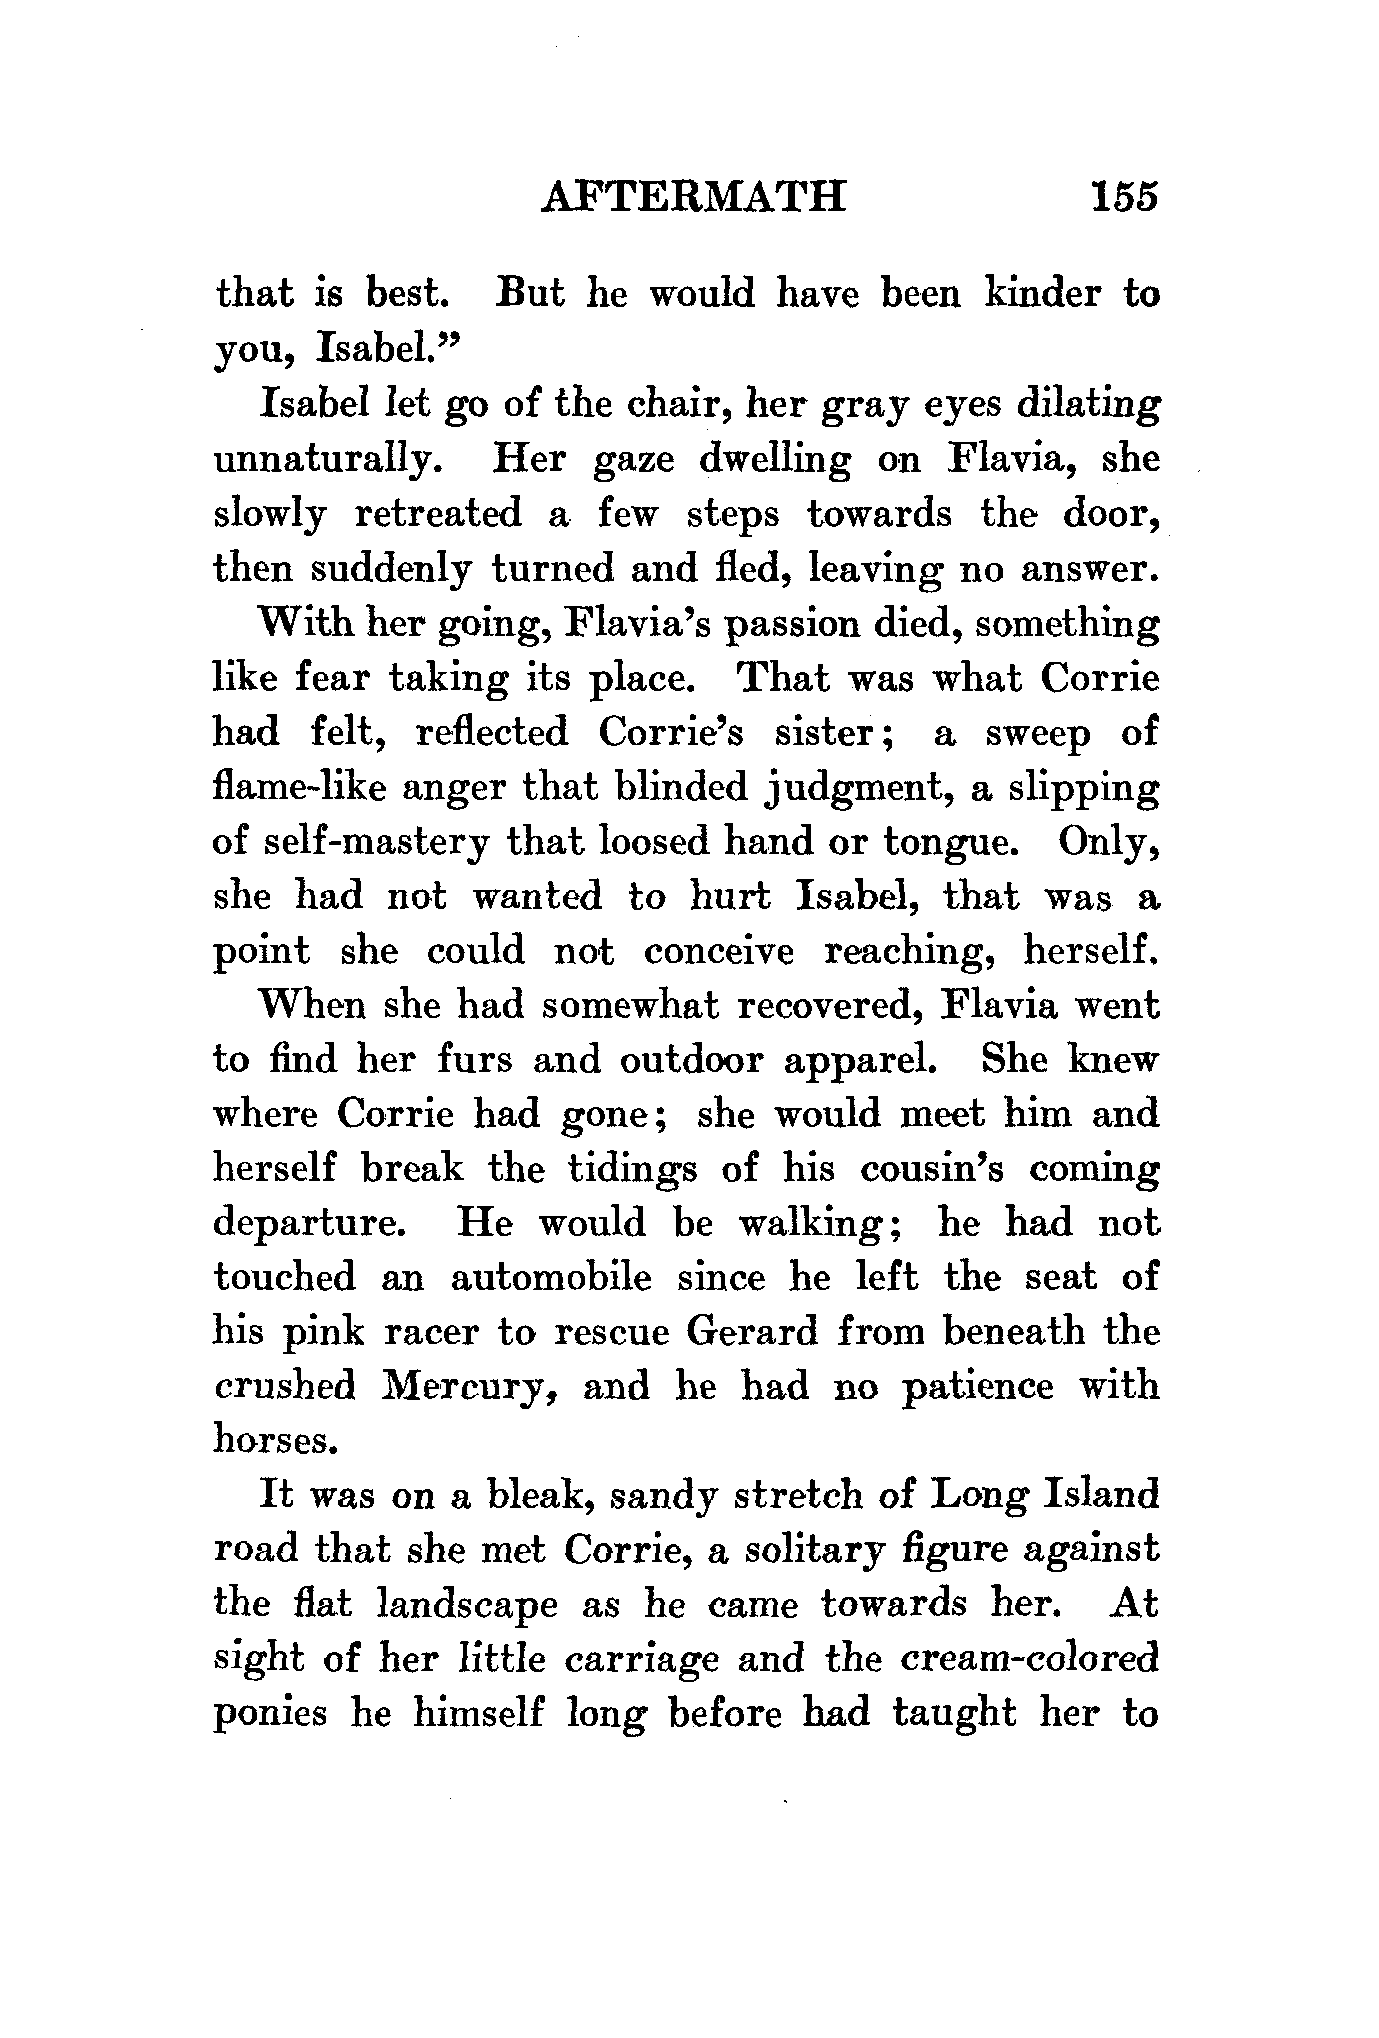 AFTERMATH 155
that is best. But he would have been kinder to
you, Isabel.”
Isabel let go of the chair, her gray eyes dilating
unnaturally. Her gaze dwelling on Flavia, she
slowly retreated a few steps towards the door,
then suddenly turned and fled, leaving no answer.
With her going, Flavia’s passion died, something
like fear taking its place. That was what Corrie
had felt, reflected Corrie’s sister; a sweep of
flame-like anger that blinded judgment, a slipping
of self-mastery that loosed hand or tongue. Only,
she had not wanted to hurt Isabel, that was a
point she could not conceive reaching, herself.
When she had somewhat recovered, Flavia went
to find her furs and outdoor apparel. She knew
where Corrie had gone; she would meet him and
herself break the tidings of his cousin’s coming
departure. He would be walking; he had not
touched an automobile since he left the seat of
his pink racer to rescue Gerard from beneath the
crushed Mercury, and he had no patience with
horses.
It was on a bleak, sandy stretch of Long Island
road that she met Corrie, a solitary figure against
the flat landscape as he came towards her. At
sight of her little carriage and the cream-colored
ponies he himself long before had taught her to